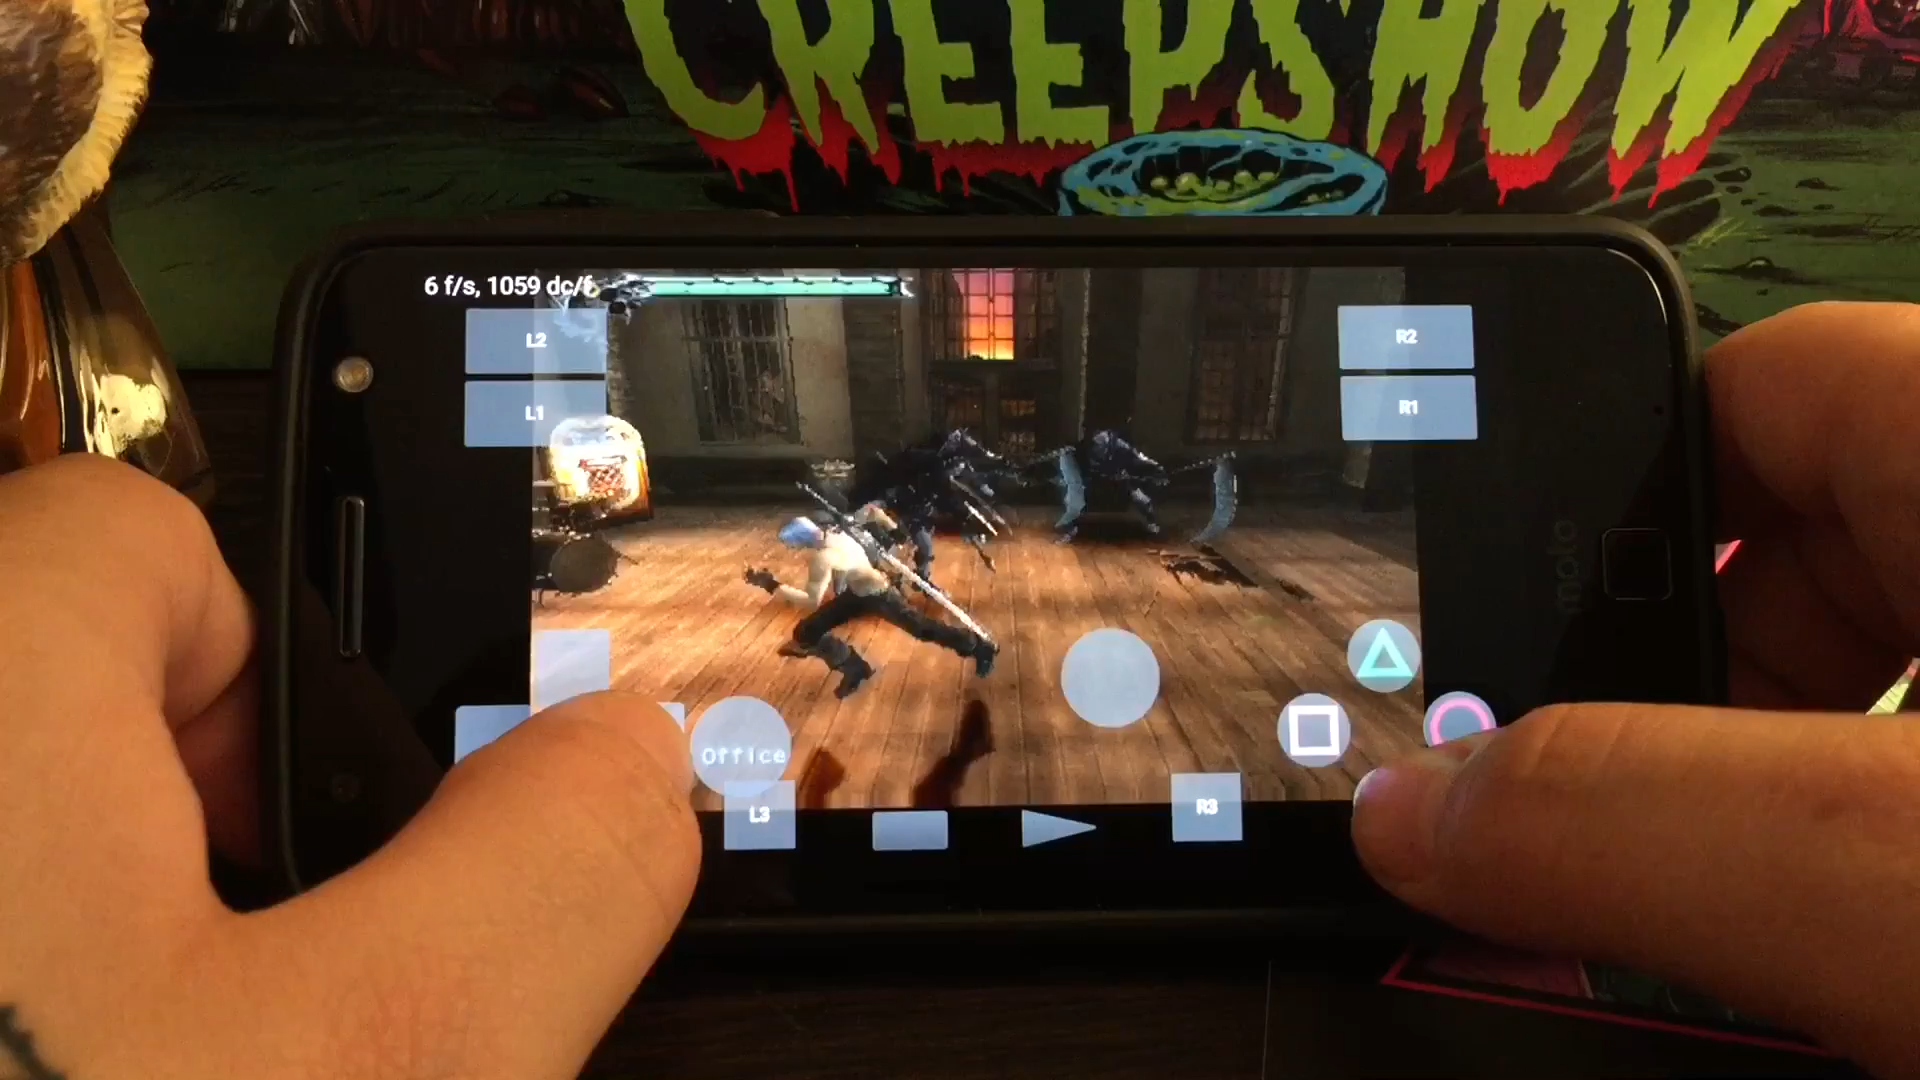 CREEPSHOW
6 f/s, 1059 dc/f
L2
R2
L1
R1
moto
Office
L3
R3